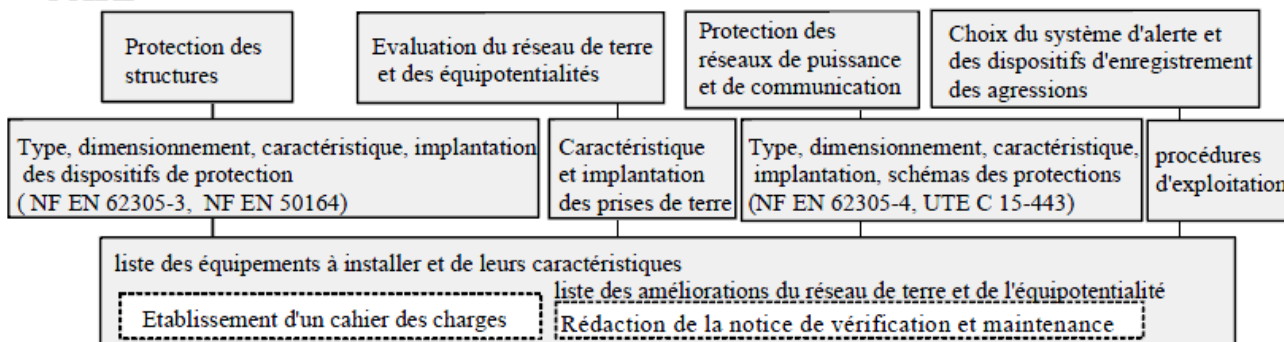 Protection des
structures
Evaluation du réseau de terre
et des équipotentialités
Protection des
réseaux de puissance
et de communication
Choix du système d'alerte et
des dispositifs d'enregistrement
des agressions
Type, dimensionnement, caractéristique, implantation
des dispositifs de protection
( NF EN 62305-3, NF EN 50164)
Caractéristique
et implantation
des prises de terre
Type, dimensionnement, caractéristique,
implantation, schémas des protections
(NF EN 62305-4, UTE C 15-443)
procédures
d'exploitation
liste des équipements à installer et de leurs caractéristiques
liste des améliorations du réseau de terre et de l'équipotentialité
Etablissement d'un cahier des charges
Rédaction de la notice de vérification et maintenance